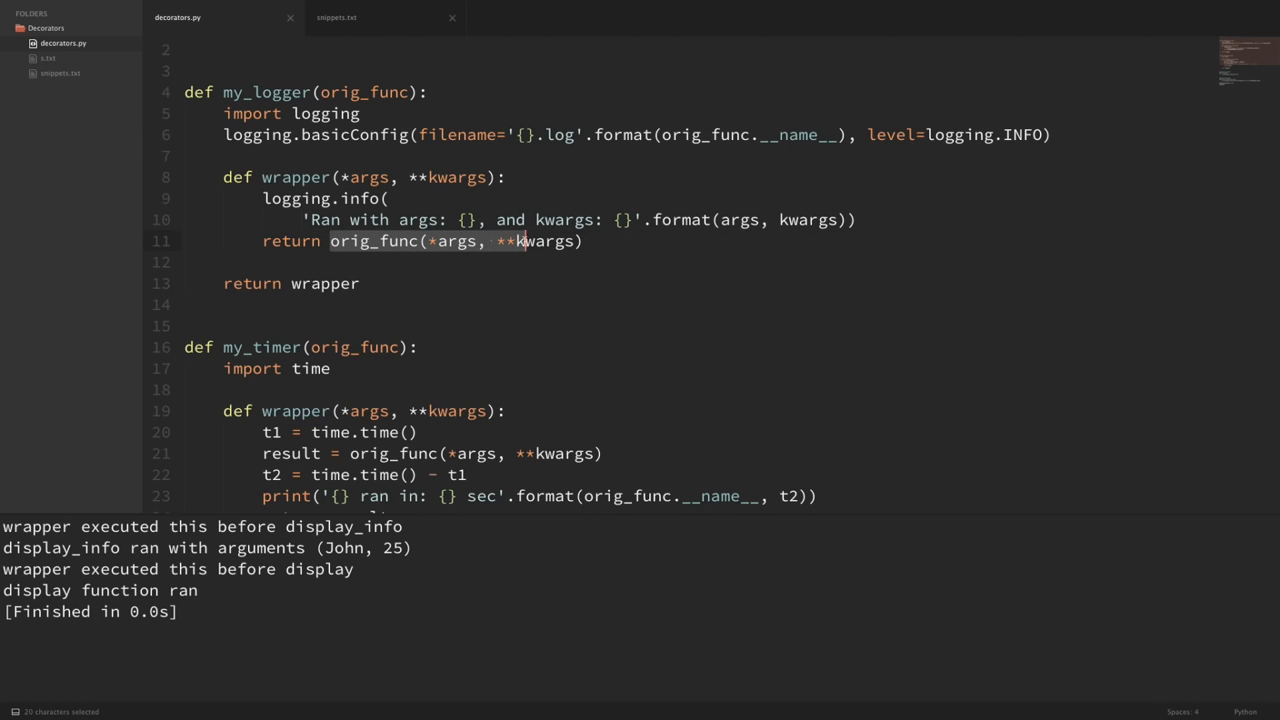 FOLDERS
Decorators
decorators.py
s.txt
snippets.txt
decorators.py
snippets.txt
2
3
4 def my_logger(orig_func):
5 import logging
6 logging.basicConfig(filename='{}.log'.format(orig_func.__name__), level=logging.INFO)
7
8 def wrapper(*args, **kwargs):
9 logging.info(
10 'Ran with args: {}, and kwargs: {}'.format(args, kwargs))
11 return orig_func(*args, **kwargs)
12
13 return wrapper
14
15
16 def my_timer(orig_func):
17 import time
18
19 def wrapper(*args, **kwargs):
20 t1 = time.time()
21 result = orig_func(*args, **kwargs)
22 t2 = time.time() - t1
23 print('{} ran in: {} sec'.format(orig_func.__name__, t2))
wrapper executed this before display_info
display_info ran with arguments (John, 25)
wrapper executed this before display
display function ran
[Finished in 0.0s]
20 characters selected
Spaces: 4
Python